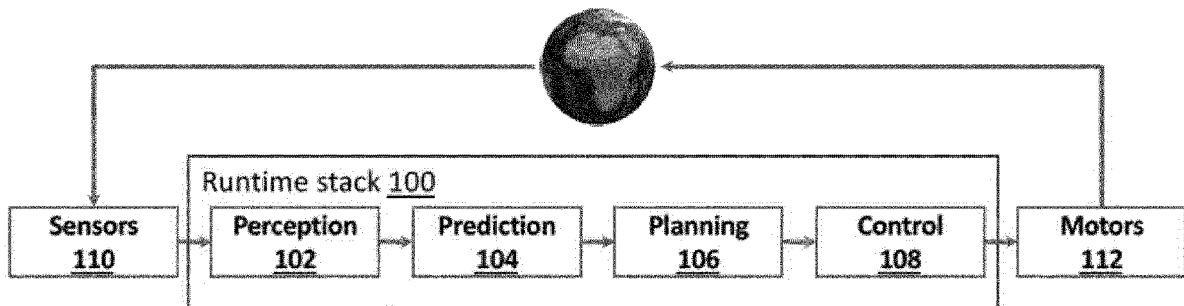 Runtime stack 100
Sensors
110
Perception
102
Prediction
104
Planning
106
Control
108
Motors
112